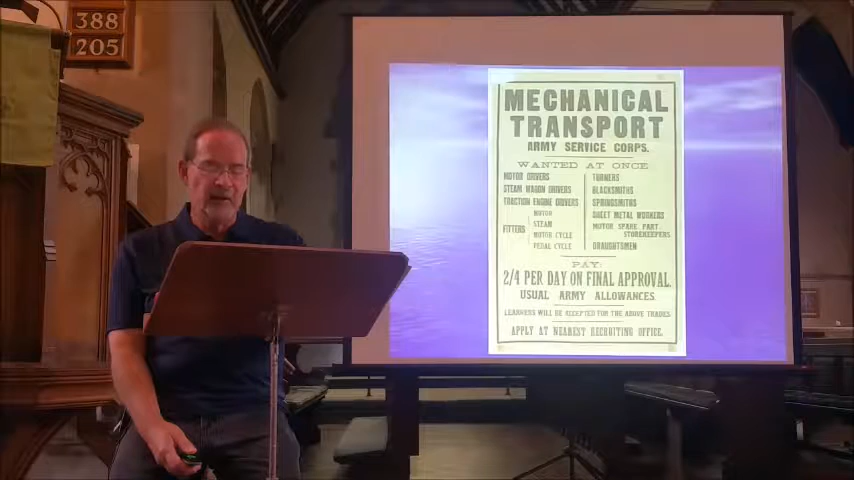 388
205
MECHANICAL
TRANSPORT
ARMY SERVICE CORPS.
WANTED AT ONCE
MOTOR DRIVERS
STEAM WAGON DRIVERS
TRACTION ENGINE DRIVERS
FITTERS
MOTOR
STEAM
MOTOR CYCLE
PEDAL CYCLE
TURNERS
BLACKSMITHS
SPRINGSMITHS
SHEET METAL WORKERS
MOTOR SPARE PART STOREKEEPERS
DRAUGHTSMEN
PAY:
2/4 PER DAY ON FINAL APPROVAL.
USUAL ARMY ALLOWANCES.
LEARNERS WILL BE ACCEPTED FOR THE ABOVE TRADES
APPLY AT NEAREST RECRUITING OFFICE.